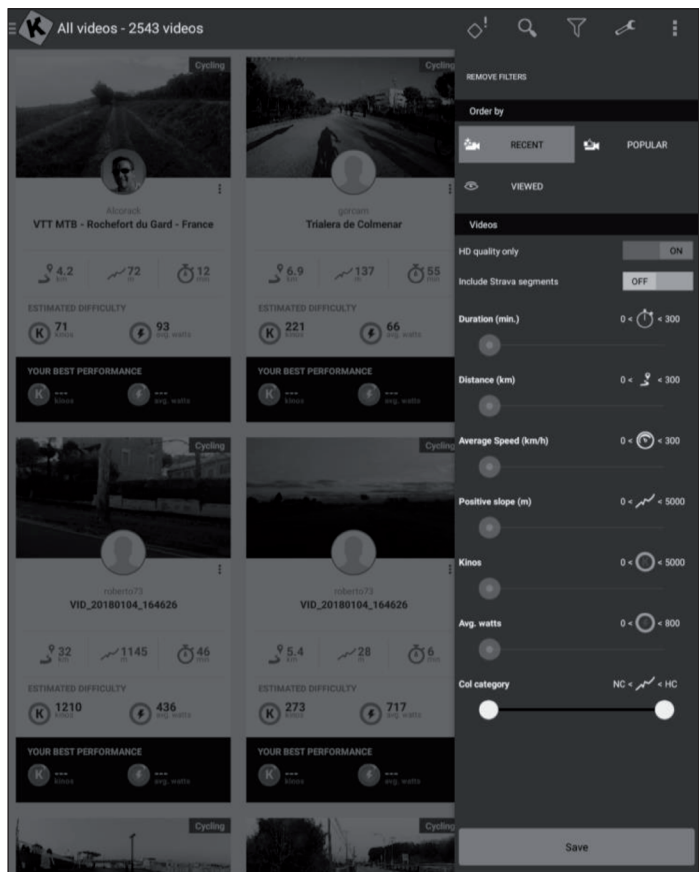 K All videos - 2543 videos
Cycling
Alcorack
VTT MTB - Rochefort du Gard - France
4.2 km 72 m 12 min
ESTIMATED DIFFICULTY
K 71 kinos 93 avg. watts
YOUR BEST PERFORMANCE
K --- kinos --- avg. watts
Cycling
gorcam
Trialera de Colmenar
6.9 km 137 m 55 min
ESTIMATED DIFFICULTY
K 221 kinos 66 avg. watts
YOUR BEST PERFORMANCE
K --- kinos --- avg. watts
Cycling
roberto73
VID_20180104_164626
32 km 1145 m 46 min
ESTIMATED DIFFICULTY
K 1210 kinos 436 avg. watts
YOUR BEST PERFORMANCE
K --- kinos --- avg. watts
Cycling
roberto73
VID_20180104_164626
5.4 km 28 m 6 min
ESTIMATED DIFFICULTY
K 273 kinos 717 avg. watts
YOUR BEST PERFORMANCE
K --- kinos --- avg. watts
Cycling
Cycling
REMOVE FILTERS
Order by
RECENT POPULAR
VIEWED
Videos
HD quality only ON
Include Strava segments OFF
Duration (min.) 0 < < 300
Distance (km) 0 < < 300
Average Speed (km/h) 0 < < 300
Positive slope (m) 0 < < 5000
Kinos 0 < < 5000
Avg. watts 0 < < 800
Col category NC < < HC
Save